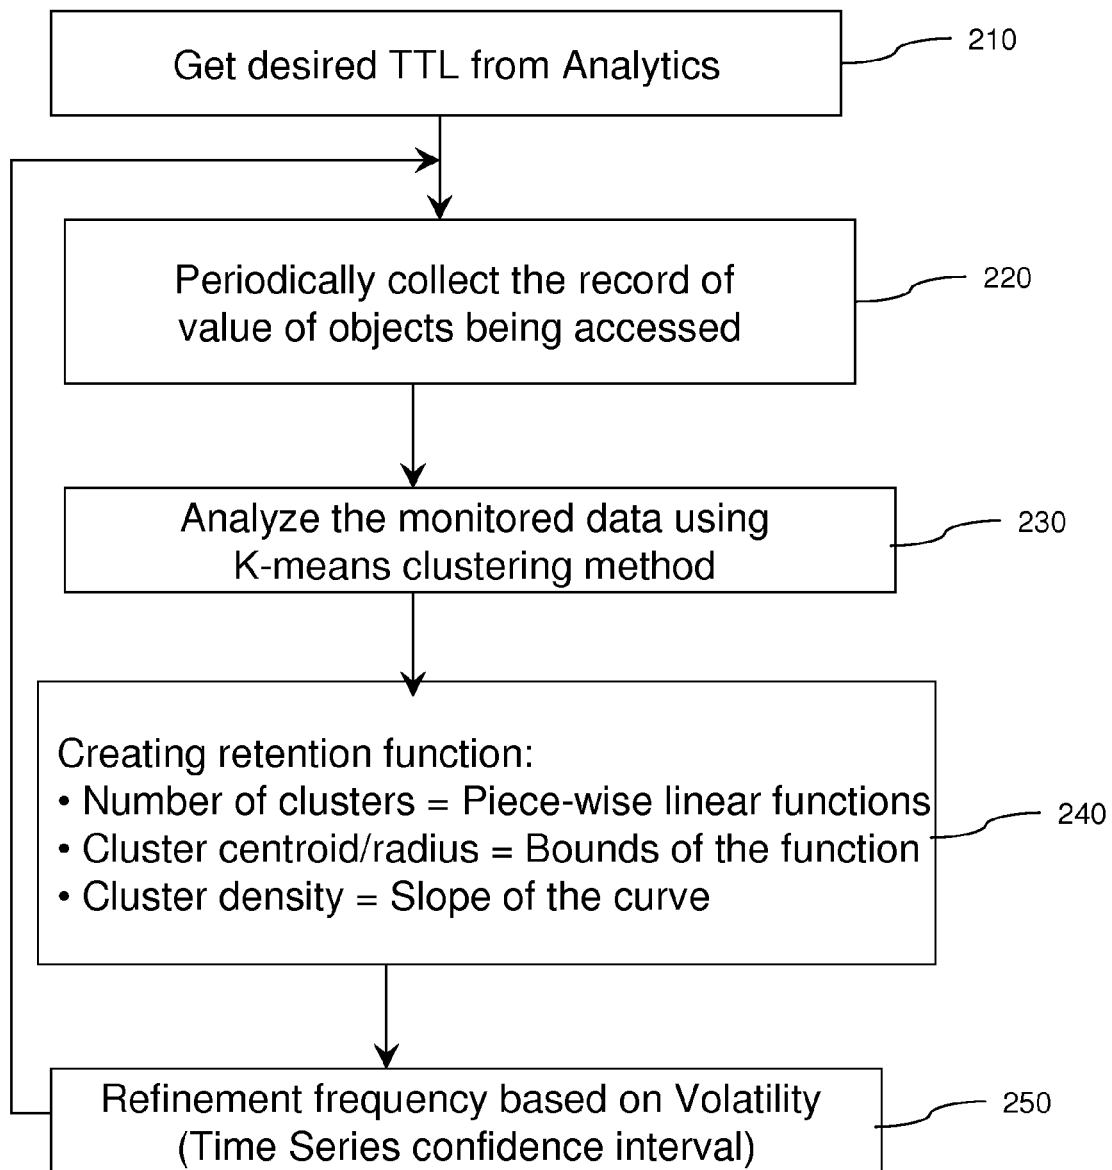 Get desired TTL from Analytics
210
Periodically collect the record of
value of objects being accessed
220
Analyze the monitored data using
K-means clustering method
230
Creating retention function:
• Number of clusters = Piece-wise linear functions
• Cluster centroid/radius = Bounds of the function
• Cluster density = Slope of the curve
240
Refinement frequency based on Volatility
(Time Series confidence interval)
250